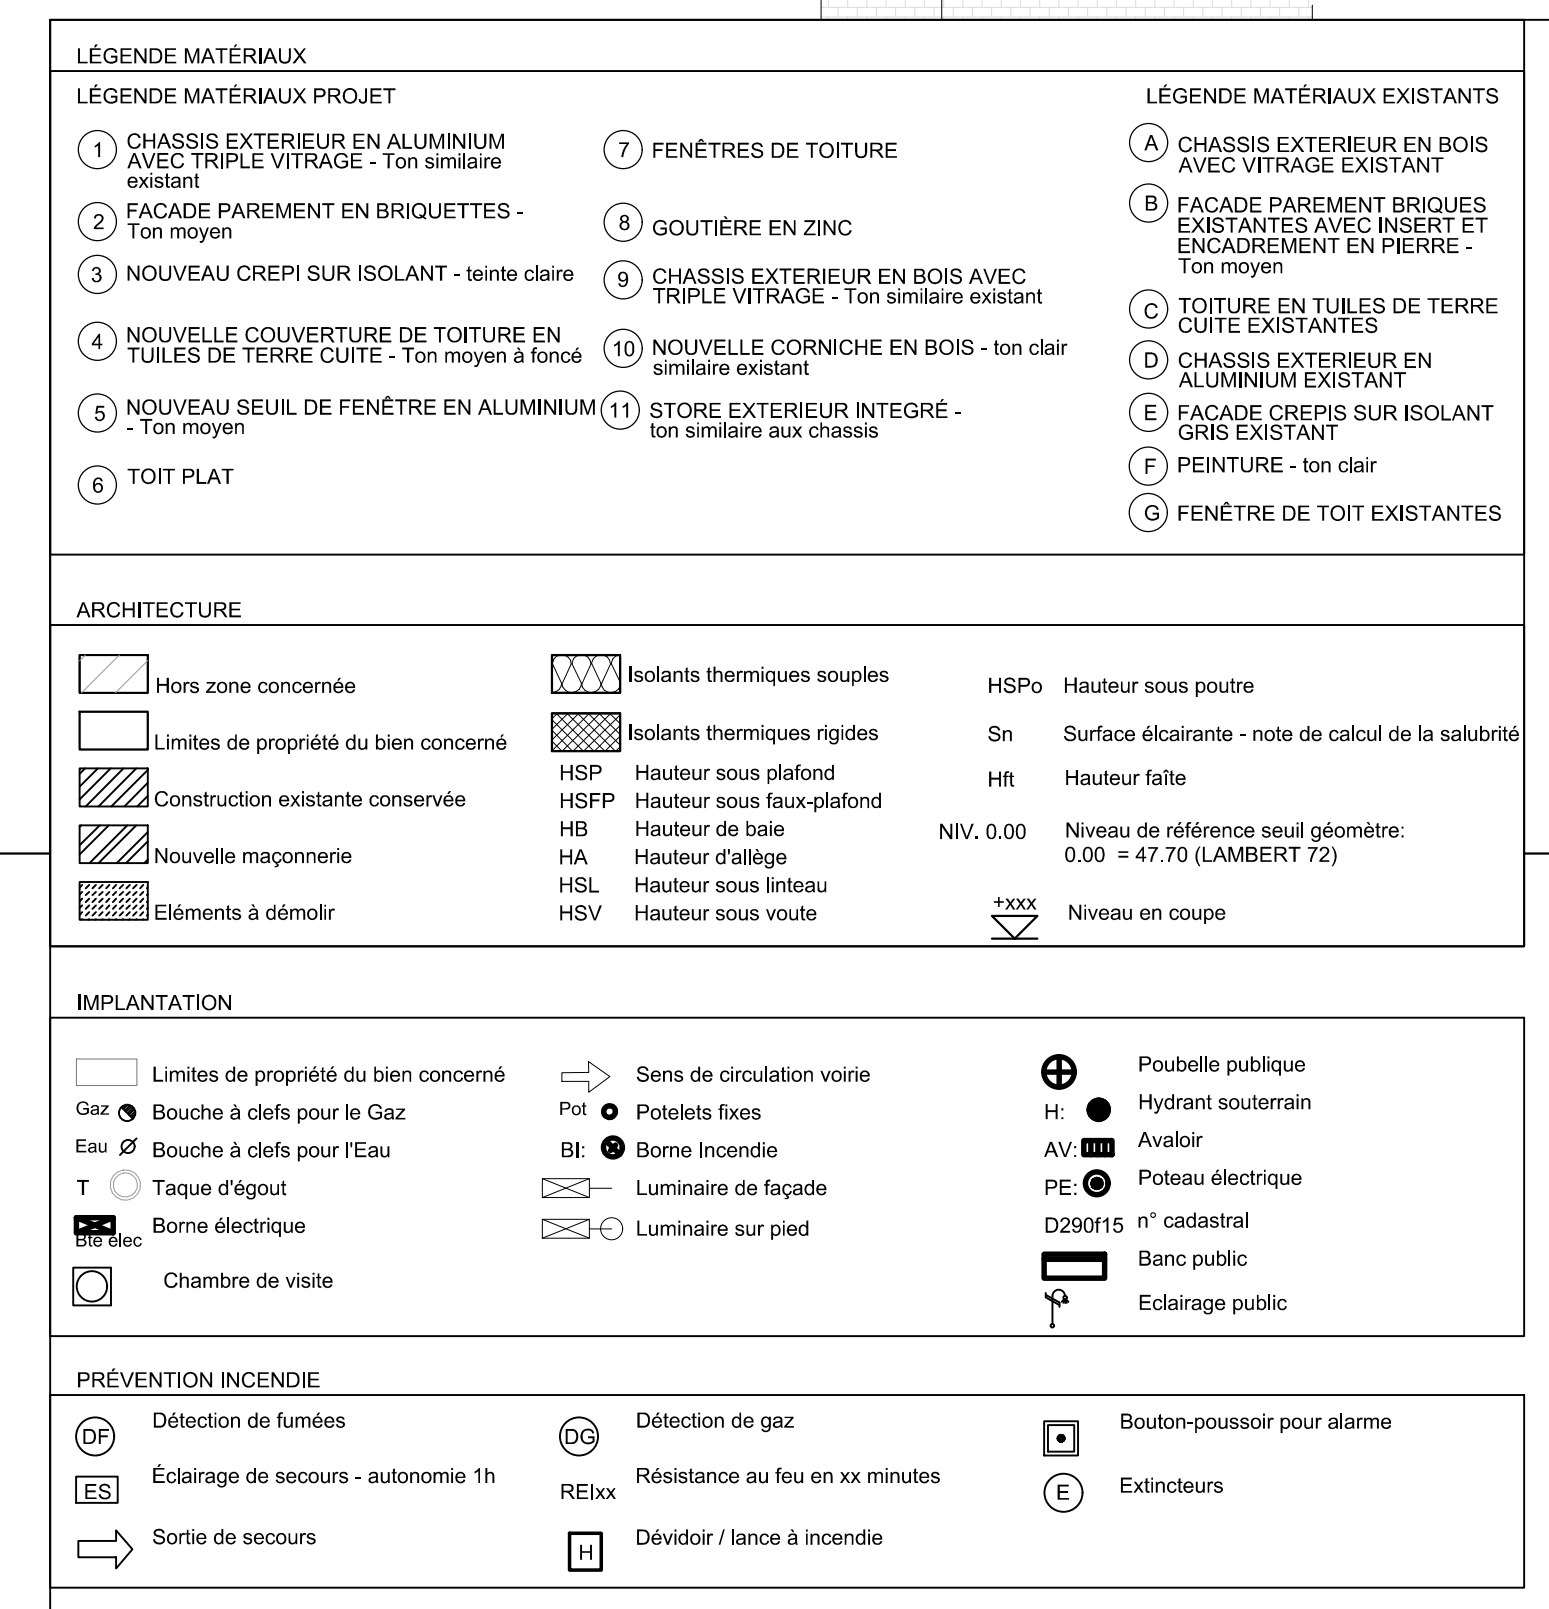 LÉGENDE MATÉRIAUX
LÉGENDE MATÉRIAUX PROJET
1 CHASSIS EXTERIEUR EN ALUMINIUM
AVEC TRIPLE VITRAGE - Ton similaire
existant
2 FACADE PAREMENT EN BRIQUETTES -
Ton moyen
3 NOUVEAU CREPI SUR ISOLANT - teinte claire
4 NOUVELLE COUVERTURE DE TOITURE EN
TUILES DE TERRE CUITE - Ton moyen à foncé
5 NOUVEAU SEUIL DE FENÊTRE EN ALUMINIUM
- Ton moyen
6 TOIT PLAT
7 FENÊTRES DE TOITURE
8 GOUTIÈRE EN ZINC
9 CHASSIS EXTERIEUR EN BOIS AVEC
TRIPLE VITRAGE - Ton similaire existant
10 NOUVELLE CORNICHE EN BOIS - ton clair
similaire existant
11 STORE EXTERIEUR INTEGRÉ -
ton similaire aux chassis
LÉGENDE MATÉRIAUX EXISTANTS
A CHASSIS EXTERIEUR EN BOIS
AVEC VITRAGE EXISTANT
B FACADE PAREMENT BRIQUES
EXISTANTES AVEC INSERT ET
ENCADREMENT EN PIERRE -
Ton moyen
C TOITURE EN TUILES DE TERRE
CUITE EXISTANTES
D CHASSIS EXTERIEUR EN
ALUMINIUM EXISTANT
E FACADE CREPIS SUR ISOLANT
GRIS EXISTANT
F PEINTURE - ton clair
G FENÊTRE DE TOIT EXISTANTES
ARCHITECTURE
Hors zone concernée
Limites de propriété du bien concerné
Construction existante conservée
Nouvelle maçonnerie
Eléments à démolir
Isolants thermiques souples
Isolants thermiques rigides
HSP Hauteur sous plafond
HSFP Hauteur sous faux-plafond
HB Hauteur de baie
HA Hauteur d'allège
HSL Hauteur sous linteau
HSV Hauteur sous voute
HSPo Hauteur sous poutre
Sn Surface élcairante - note de calcul de la salubrité
Hft Hauteur faîte
NIV. 0.00 Niveau de référence seuil géomètre:
0.00 = 47.70 (LAMBERT 72)
+xxx Niveau en coupe
IMPLANTATION
Limites de propriété du bien concerné
Gaz Bouche à clefs pour le Gaz
Eau Bouche à clefs pour l'Eau
T Taque d'égout
Bte élec Borne électrique
Chambre de visite
Sens de circulation voirie
Pot Potelets fixes
BI: Borne Incendie
Luminaire de façade
Luminaire sur pied
Poubelle publique
H: Hydrant souterrain
AV: Avaloir
PE: Poteau électrique
D290f15 n° cadastral
Banc public
Eclairage public
PRÉVENTION INCENDIE
DF Détection de fumées
ES Éclairage de secours - autonomie 1h
Sortie de secours
DG Détection de gaz
REIxx Résistance au feu en xx minutes
H Dévidoir / lance à incendie
Bouton-poussoir pour alarme
E Extincteurs